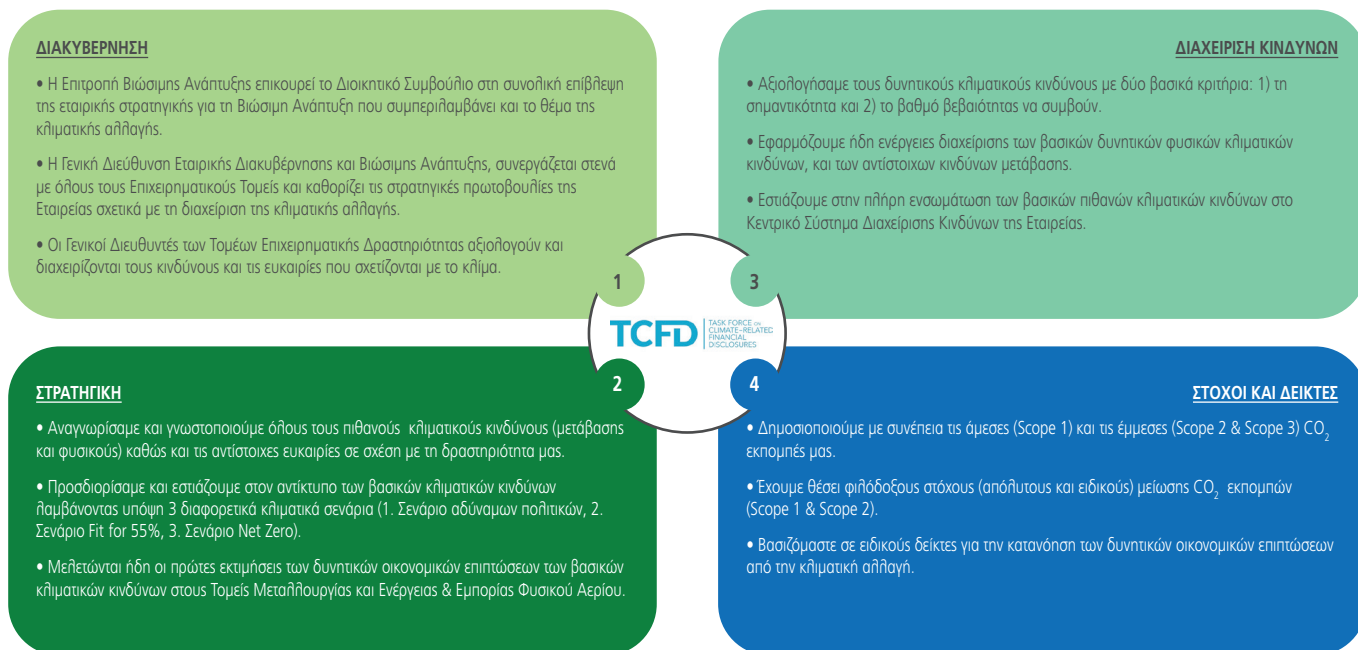 ΔΙΑΚΥΒΕΡΝΗΣΗ
• Η Επιτροπή Βιώσιμης Ανάπτυξης επικουρεί το Διοικητικό Συμβούλιο στη συνολική επίβλεψη
της εταιρικής στρατηγικής για τη Βιώσιμη Ανάπτυξη που συμπεριλαμβάνει και το θέμα της
κλιματικής αλλαγής.
• Η Γενική Διεύθυνση Εταιρικής Διακυβέρνησης και Βιώσιμης Ανάπτυξης, συνεργάζεται στενά
με όλους τους Επιχειρηματικούς Τομείς και καθορίζει τις στρατηγικές πρωτοβουλίες της
Εταιρείας σχετικά με τη διαχείριση της κλιματικής αλλαγής.
• Οι Γενικοί Διευθυντές των Τομέων Επιχειρηματικής Δραστηριότητας αξιολογούν και
διαχειρίζονται τους κινδύνους και τις ευκαιρίες που σχετίζονται με το κλίμα.
1
ΣΤΡΑΤΗΓΙΚΗ
• Αναγνωρίσαμε και γνωστοποιούμε όλους τους πιθανούς κλιματικούς κινδύνους (μετάβασης
και φυσικούς) καθώς και τις αντίστοιχες ευκαιρίες σε σχέση με τη δραστηριότητα μας.
• Προσδιορίσαμε και εστιάζουμε στον αντίκτυπο των βασικών κλιματικών κινδύνων
λαμβάνοντας υπόψη 3 διαφορετικά κλιματικά σενάρια (1. Σενάριο αδύναμων πολιτικών, 2.
Σενάριο Fit for 55%, 3. Σενάριο Net Zero).
• Μελετώνται ήδη οι πρώτες εκτιμήσεις των δυνητικών οικονομικών επιπτώσεων των βασικών
κλιματικών κινδύνων στους Τομείς Μεταλλουργίας και Ενέργειας & Εμπορίας Φυσικού Αερίου.
2
ΔΙΑΧΕΙΡΙΣΗ ΚΙΝΔΥΝΩΝ
• Αξιολογήσαμε τους δυνητικούς κλιματικούς κινδύνους με δύο βασικά κριτήρια: 1) τη
σημαντικότητα και 2) το βαθμό βεβαιότητας να συμβούν.
• Εφαρμόζουμε ήδη ενέργειες διαχείρισης των βασικών δυνητικών φυσικών κλιματικών
κινδύνων, και των αντίστοιχων κινδύνων μετάβασης.
• Εστιάζουμε στην πλήρη ενσωμάτωση των βασικών πιθανών κλιματικών κινδύνων στο
Κεντρικό Σύστημα Διαχείρισης Κινδύνων της Εταιρείας.
3
ΣΤΟΧΟΙ ΚΑΙ ΔΕΙΚΤΕΣ
• Δημοσιοποιούμε με συνέπεια τις άμεσες (Scope 1) και τις έμμεσες (Scope 2 & Scope 3) CO₂
εκπομπές μας.
• Έχουμε θέσει φιλόδοξους στόχους (απόλυτους και ειδικούς) μείωσης CO₂ εκπομπών
(Scope 1 & Scope 2).
• Βασιζόμαστε σε ειδικούς δείκτες για την κατανόηση των δυνητικών οικονομικών επιπτώσεων
από την κλιματική αλλαγή.
4
TCFD
TASK FORCE ON
CLIMATE-RELATED
FINANCIAL
DISCLOSURES